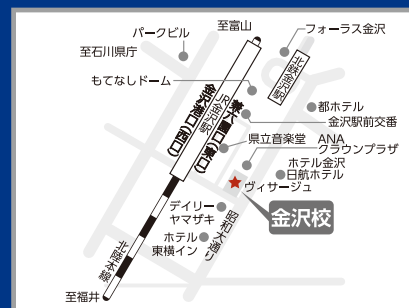 至富山
パークビル
フォーラス金沢
至石川県庁
北鉄金沢駅
もてなしドーム
兼六園口(東口)
JR金沢駅
金沢港口(西口)
都ホテル
金沢駅前交番
県立音楽堂
ANA
クラウンプラザ
ホテル金沢
日航ホテル
ヴィサージュ
デイリー
ヤマザキ
昭和大通り
金沢校
北陸本線
ホテル
東横イン
至福井